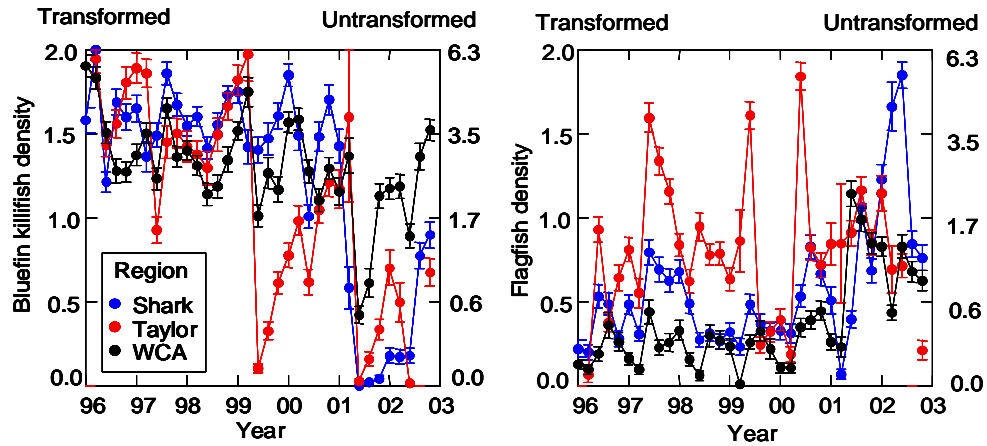 Transformed Untransformed
2.0 6.3
1.5 3.5
1.0 1.7
0.5 0.6
0.0 0.0
Bluefin killifish density
Region
Shark
Taylor
WCA
96 97 98 99 00 01 02 03
Year
Transformed Untransformed
2.0 6.3
1.5 3.5
1.0 1.7
0.5 0.6
0.0 0.0
Flagfish density
96 97 98 99 00 01 02 03
Year